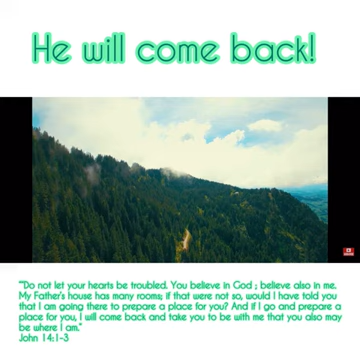 He will come back!
"Do not let your hearts be troubled. You believe in God ; believe also in me.
My Father's house has many rooms; if that were not so, would I have told you
that I am going there to prepare a place for you? And if I go and prepare a
place for you, I will come back and take you to be with me that you also may
be where I am."
John 14:1-3